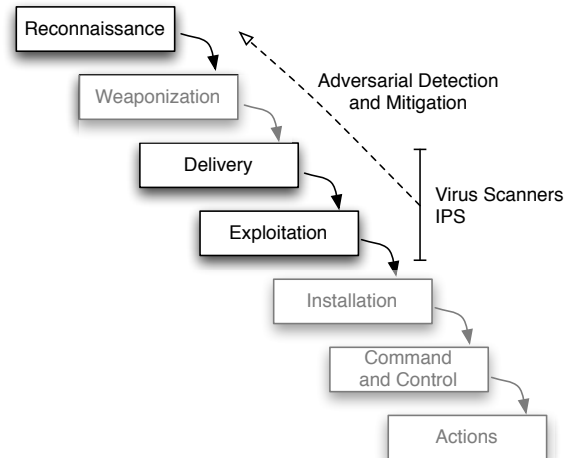 Reconnaissance
Weaponization
Adversarial Detection
and Mitigation
Delivery
Virus Scanners
IPS
Exploitation
Installation
Command
and Control
Actions